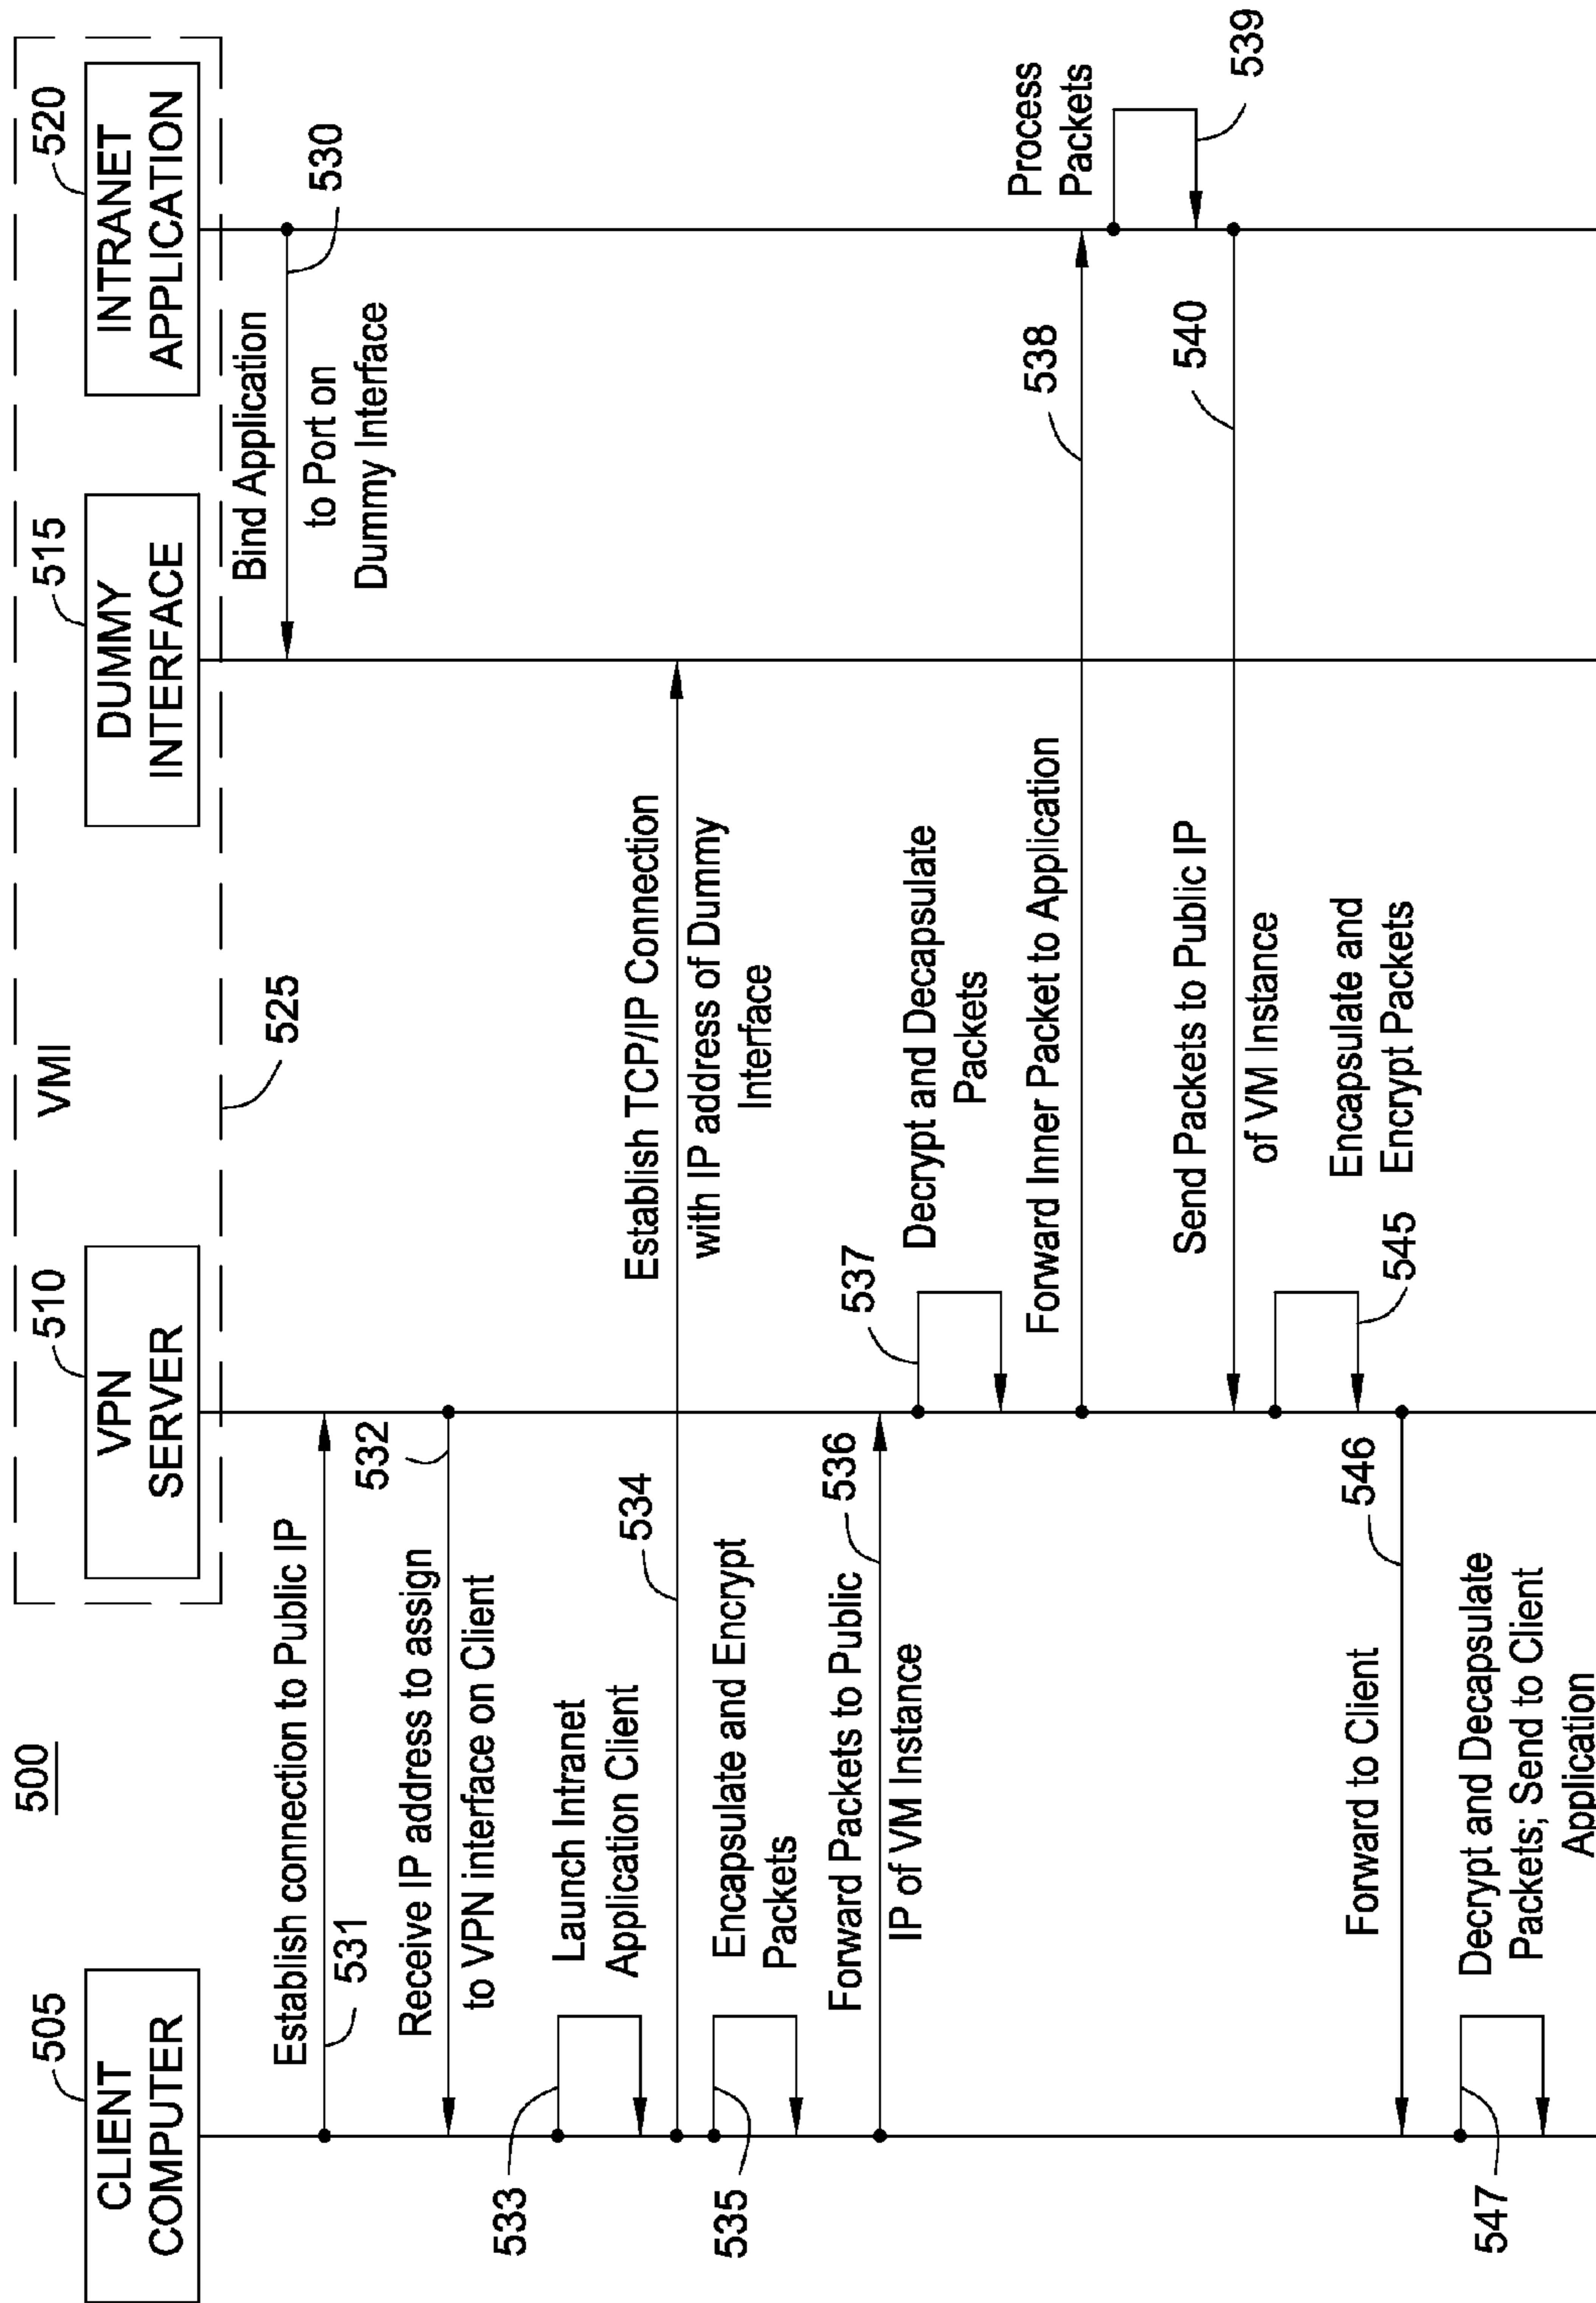 500
VMI
505
510
515
520
CLIENT
COMPUTER
VPN
SERVER
DUMMY
INTERFACE
INTRANET
APPLICATION
525
Bind Application
to Port on
Dummy Interface
530
Establish connection to Public IP
531
532
Receive IP address to assign
to VPN interface on Client
533
Launch Intranet
Application Client
534
Establish TCP/IP Connection
with IP address of Dummy
Interface
535
Encapsulate and Encrypt
Packets
536
Forward Packets to Public
IP of VM Instance
537
Decrypt and Decapsulate
Packets
Forward Inner Packet to Application
538
Process
Packets
539
540
Send Packets to Public IP
of VM Instance
Encapsulate and
Encrypt Packets
545
546
Forward to Client
547
Decrypt and Decapsulate
Packets; Send to Client
Application